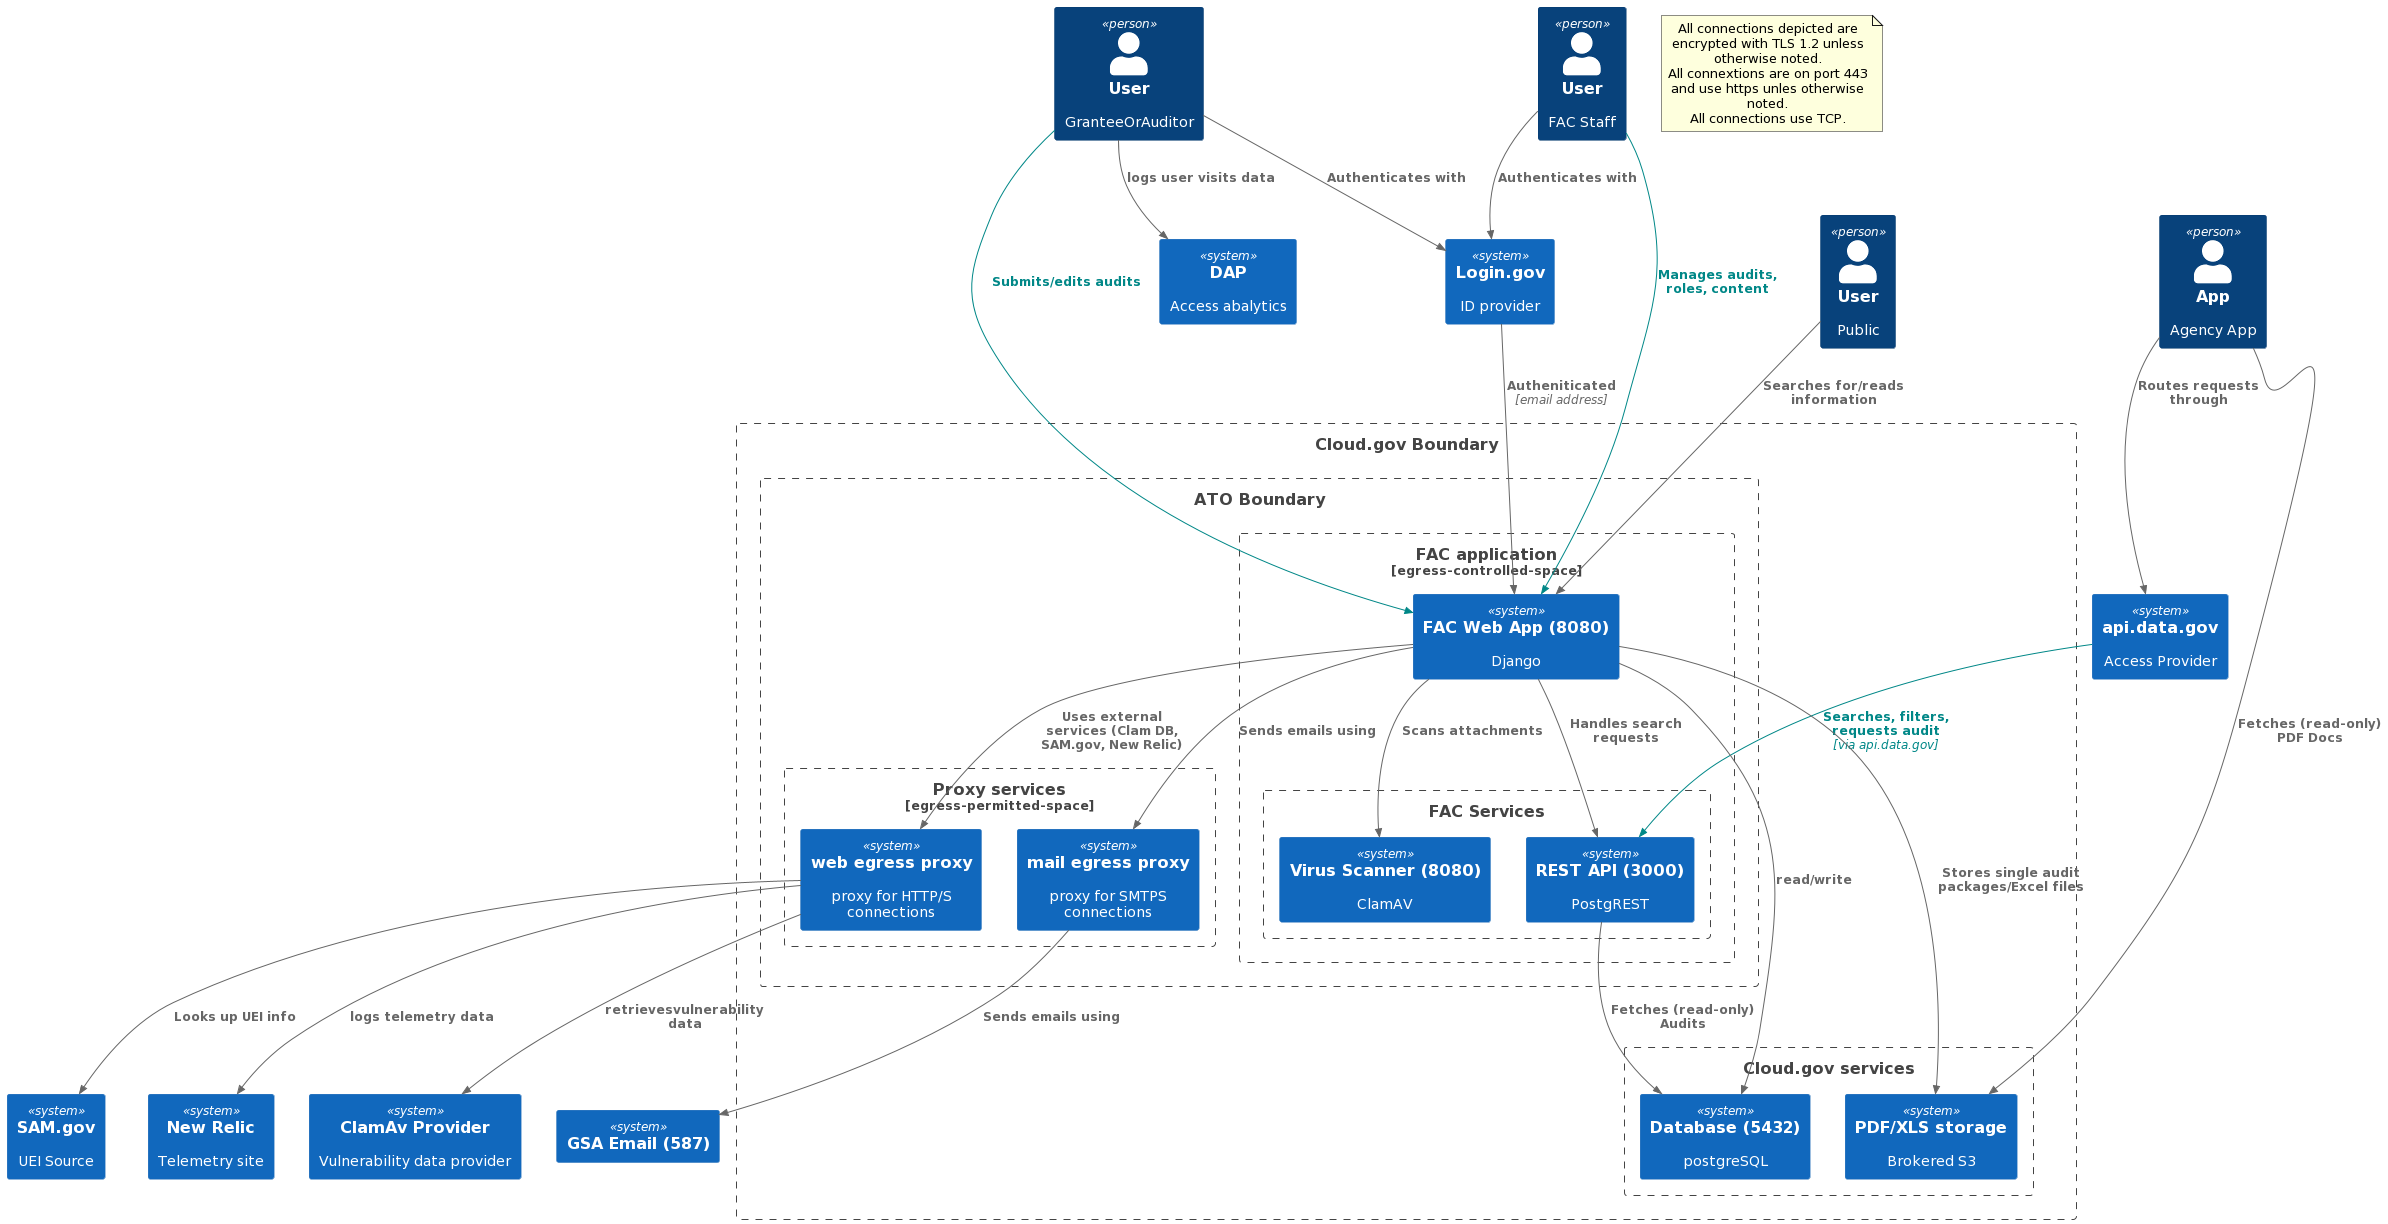 «person»
User
GranteeOrAuditor
«person»
User
FAC Staff
All connections depicted are
encrypted with TLS 1.2 unless
otherwise noted.
All connextions are on port 443
and use https unles otherwise
noted.
All connections use TCP.
logs user visits data
Authenticates with
Authenticates with
«person»
User
Public
«person»
App
Agency App
Submits/edits audits
«system»
DAP
Access abalytics
«system»
Login.gov
ID provider
Manages audits,
roles, content
Autheniticated
[email address]
Searches for/reads
information
Routes requests
through
Cloud.gov Boundary
ATO Boundary
FAC application
[egress-controlled-space]
«system»
FAC Web App (8080)
Django
«system»
api.data.gov
Access Provider
Uses external
services (Clam DB,
SAM.gov, New Relic)
Sends emails using
Scans attachments
Handles search
requests
Searches, filters,
requests audit
[via api.data.gov]
Fetches (read-only)
PDF Docs
Proxy services
[egress-permitted-space]
«system»
web egress proxy
proxy for HTTP/S
connections
«system»
mail egress proxy
proxy for SMTPS
connections
FAC Services
«system»
Virus Scanner (8080)
ClamAV
«system»
REST API (3000)
PostgREST
read/write
Stores single audit
packages/Excel files
Looks up UEI info
logs telemetry data
retrievesvulnerability
data
Sends emails using
Fetches (read-only)
Audits
Cloud.gov services
«system»
SAM.gov
UEI Source
«system»
New Relic
Telemetry site
«system»
ClamAv Provider
Vulnerability data provider
«system»
GSA Email (587)
«system»
Database (5432)
postgreSQL
«system»
PDF/XLS storage
Brokered S3